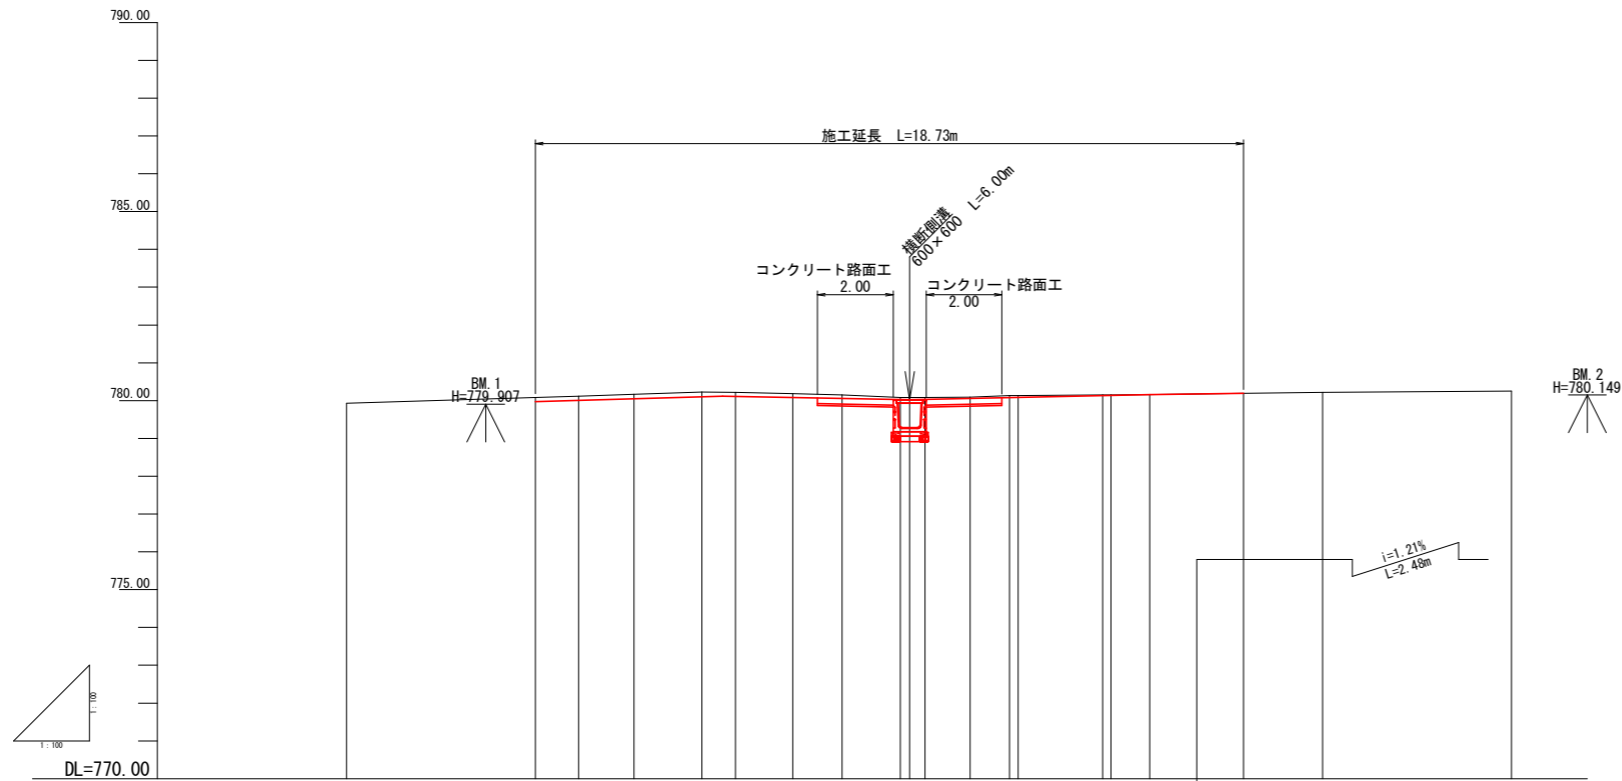 790.00
施工延長 L=18.73m
785.00
横断側溝 L=6.00m
600×600
コンクリート路面工
2.00
コンクリート路面工
2.00
BM.1
H=779.907
780.00
BM.2
H=780.149
i=1.21%
L=2.48m
775.00
1:100
1:100
DL=770.00